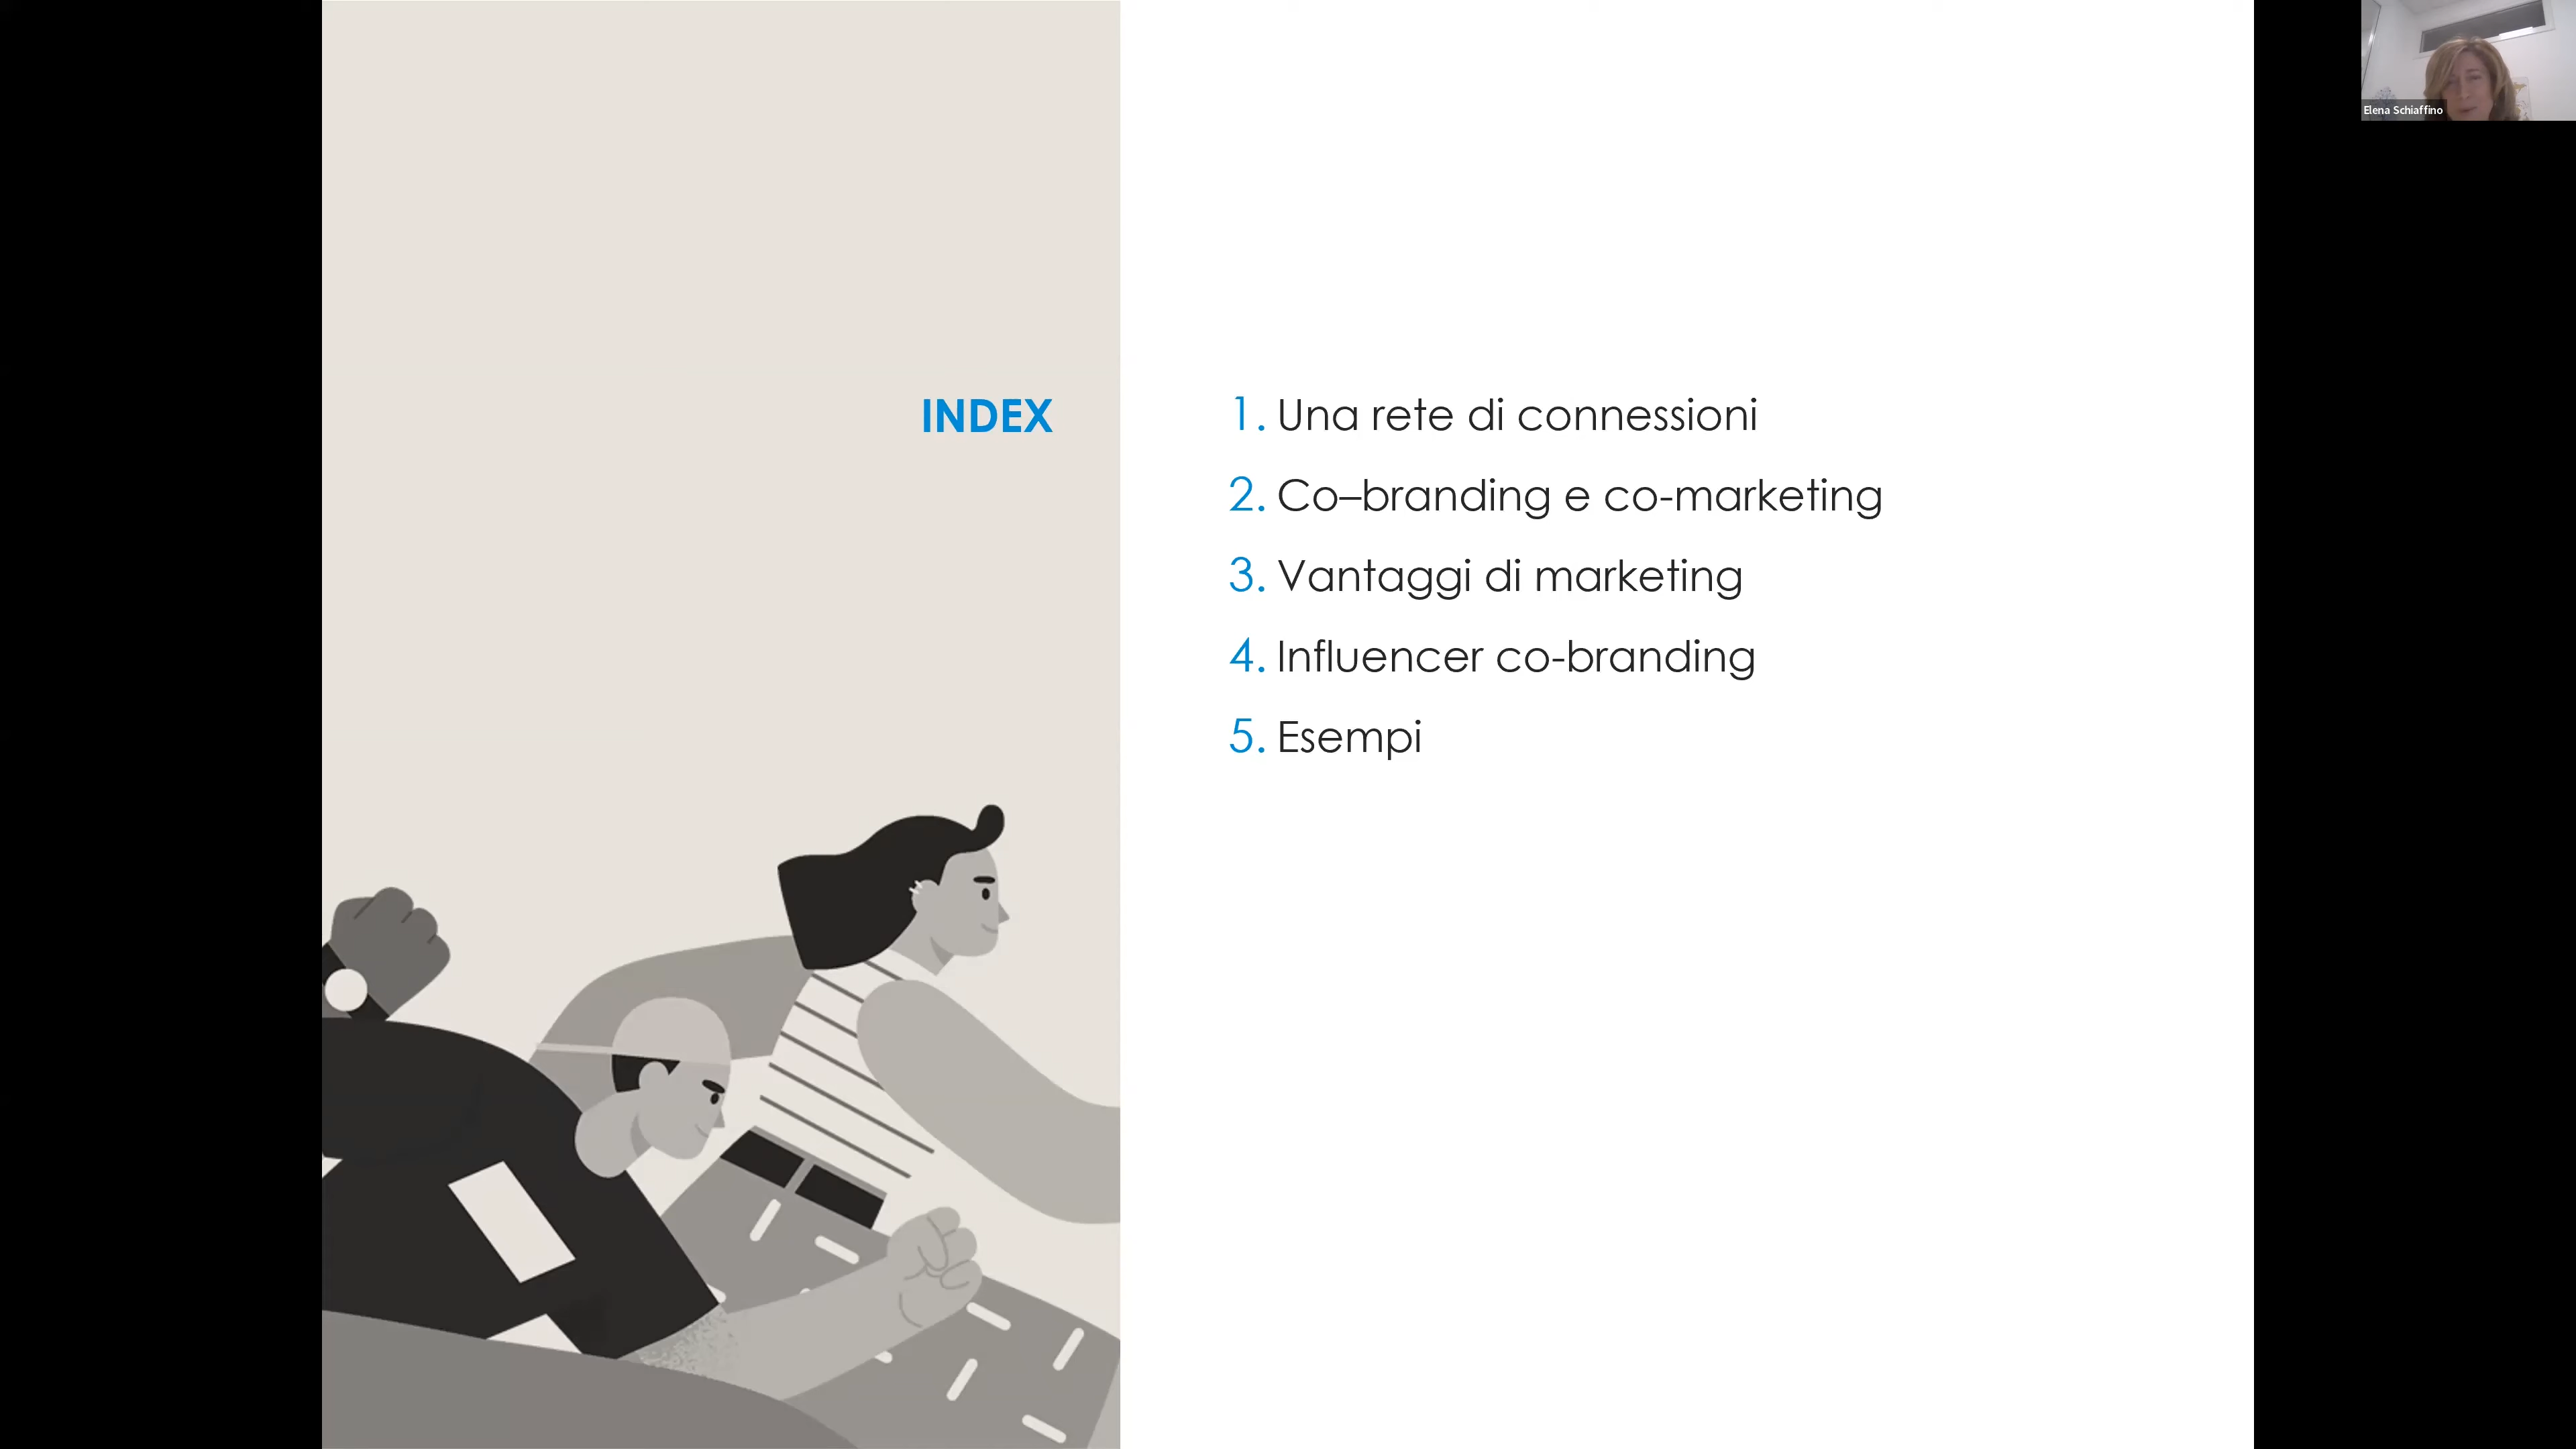 Elena Schiaffino
INDEX
1. Una rete di connessioni
2. Co–branding e co-marketing
3. Vantaggi di marketing
4. Influencer co-branding
5. Esempi